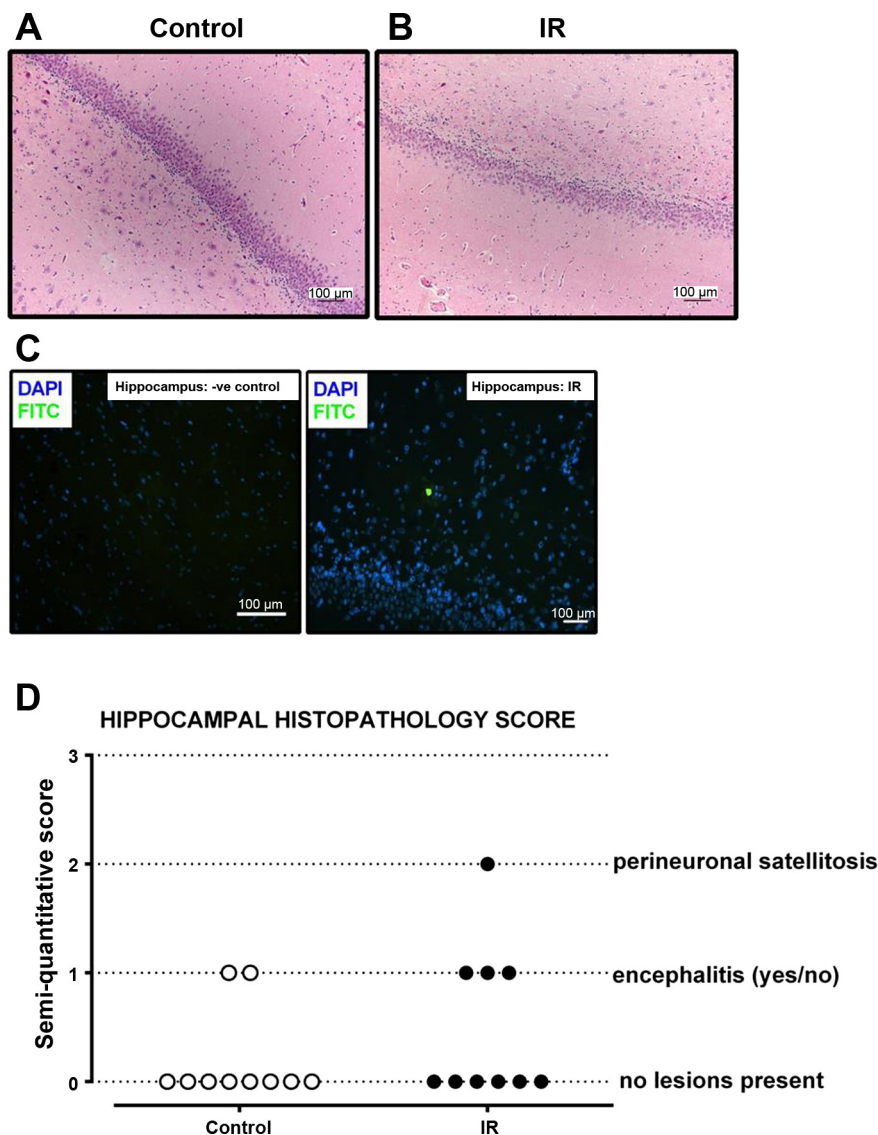 A
Control
B
IR
100 µm
100 µm
C
DAPI
FITC
Hippocampus: -ve control
100 µm
DAPI
FITC
Hippocampus: IR
100 µm
D
HIPPOCAMPAL HISTOPATHOLOGY SCORE
Semi-quantitative score
3
2
perineuronal satellitosis
1
encephalitis (yes/no)
0
no lesions present
Control
IR